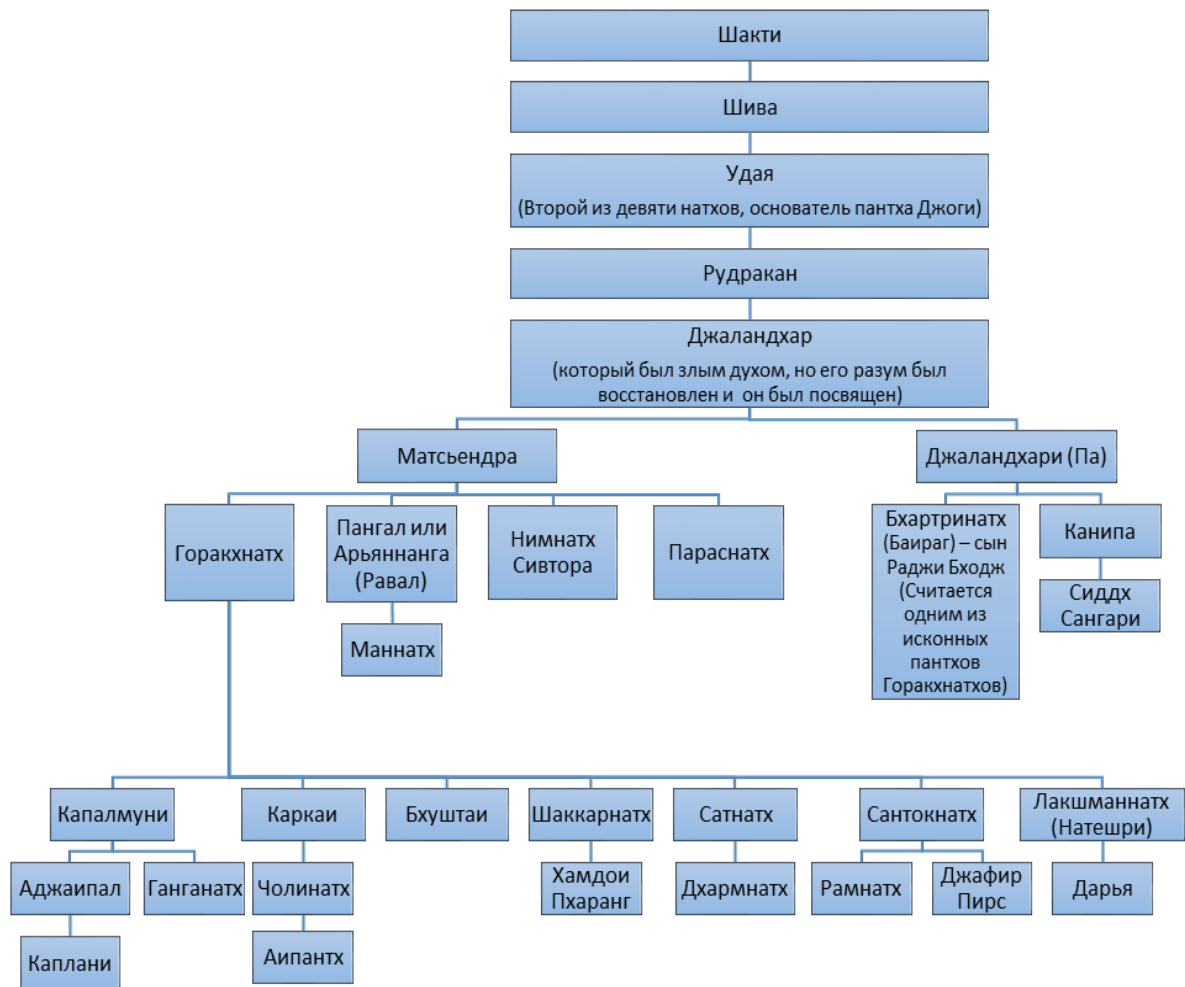 Шакти
Шива
Удая
(Второй из девяти натхов, основатель пантха Джоги)
Рудракан
Джаландхар
(который был злым духом, но его разум был
восстановлен и он был посвящен)
Матсьендра
Джаландхари (Па)
Горакхнатх
Пангал или
Арьяннанга
(Равал)
Нимнатх
Сивтора
Параснатх
Бхартринатх
(Баираг) – сын
Раджи Бходж
(Считается
одним из
исконных
пантхов
Горакхнатхов)
Канипа
Маннатх
Сиддх
Сангари
Капалмуни
Каркаи
Бхуштаи
Шаккарнатх
Сатнатх
Сантокнатх
Лакшманнатх
(Натешри)
Аджаипал
Ганганатх
Чолинатх
Хамдои
Пхаранг
Дхармнатх
Рамнатх
Джафир
Пирс
Дарья
Каплани
Аипантх